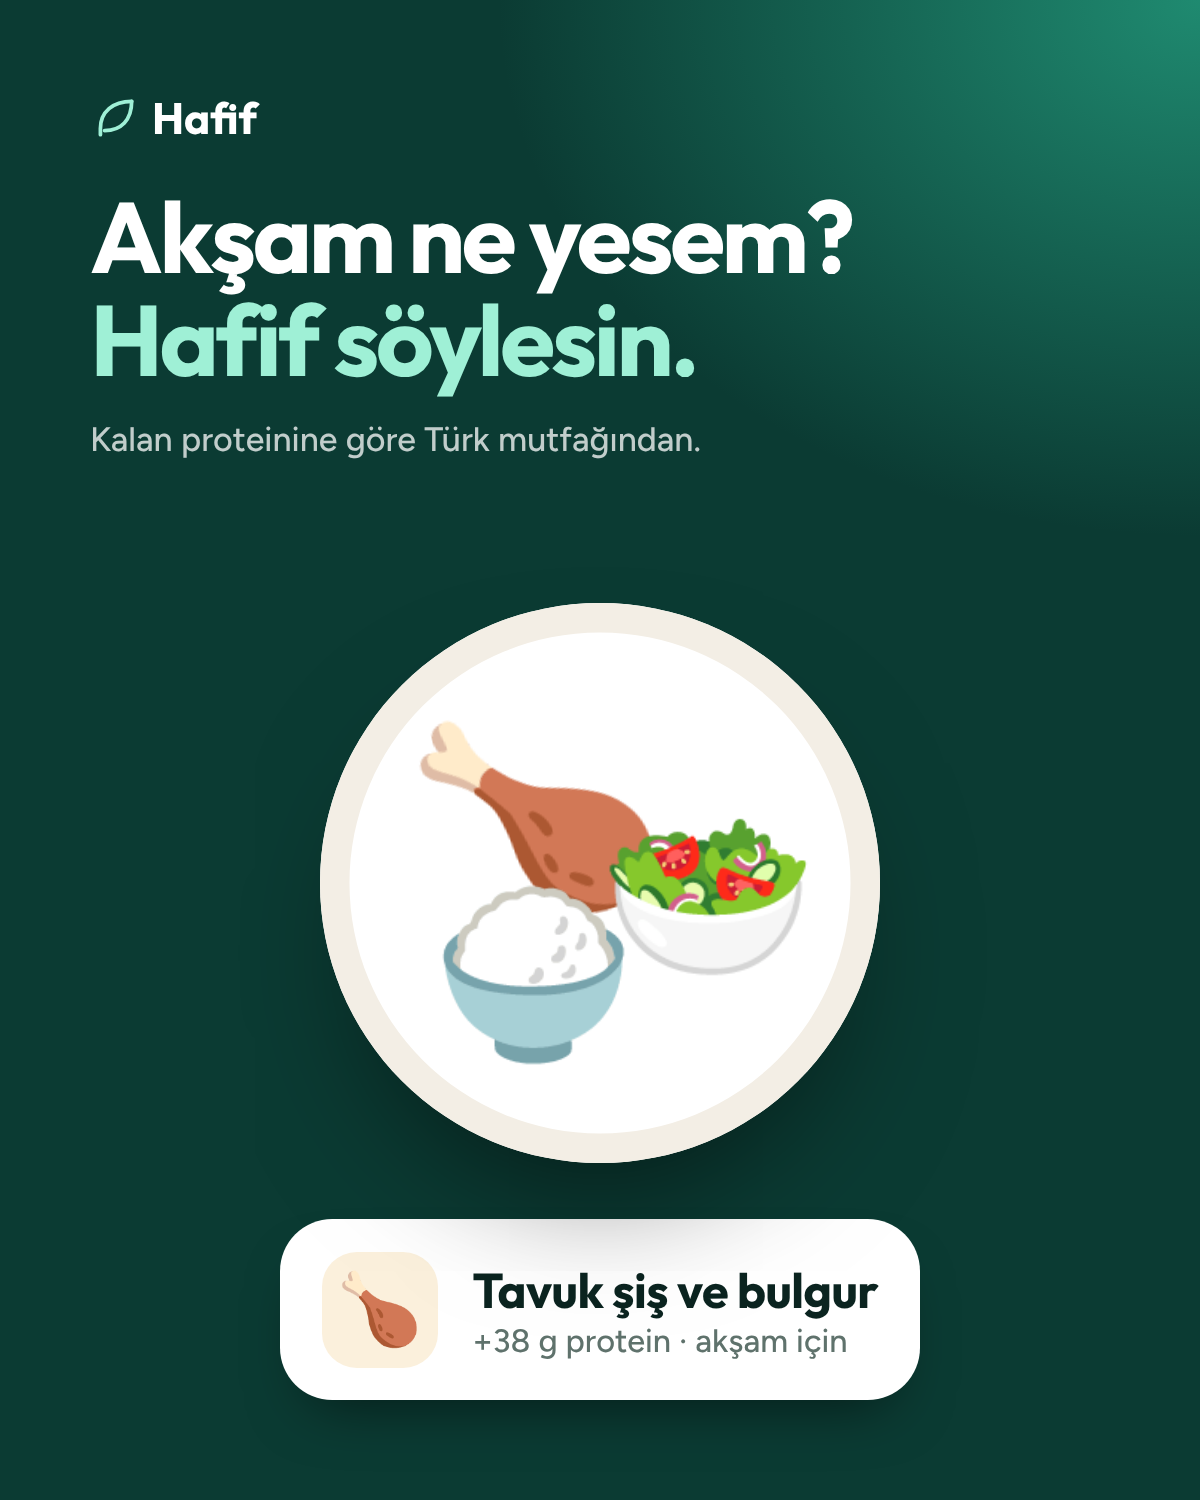 Hafif
Akşam ne yesem?
Hafif söylesin.
Kalan proteinine göre Türk mutfağından.
Tavuk şiş ve bulgur
+38 g protein · akşam için